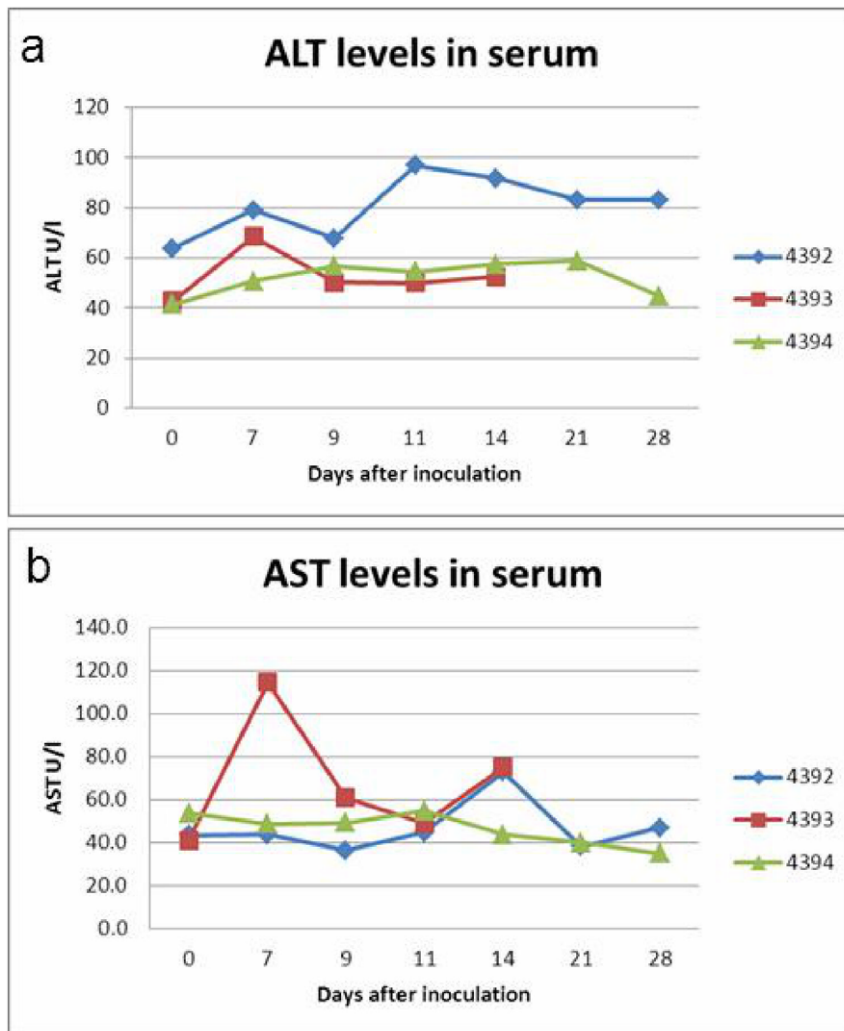 a
ALT levels in serum
120
100
80
60
40
20
0
ALT U/l
0 7 9 11 14 21 28
Days after inoculation
4392
4393
4394
b
AST levels in serum
140.0
120.0
100.0
80.0
60.0
40.0
20.0
0.0
AST U/l
0 7 9 11 14 21 28
Days after inoculation
4392
4393
4394